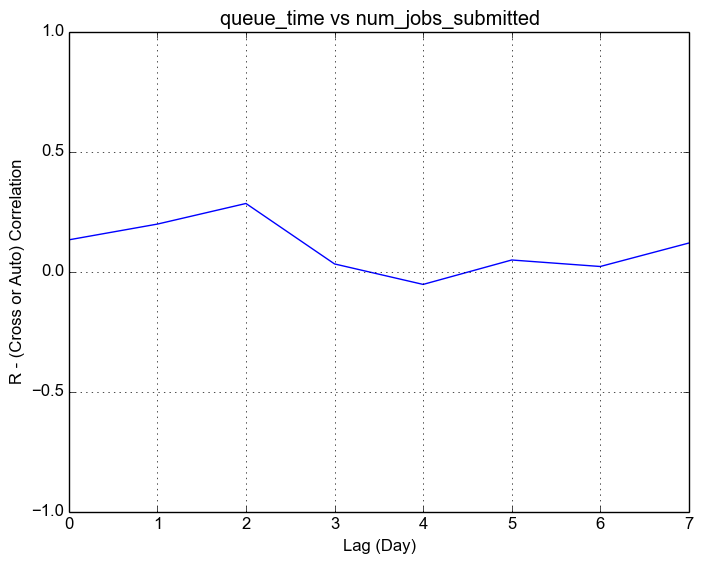 queue_time vs num_jobs_submitted
R - (Cross or Auto) Correlation
1.0
0.5
0.0
−0.5
−1.0
0 1 2 3 4 5 6 7
Lag (Day)